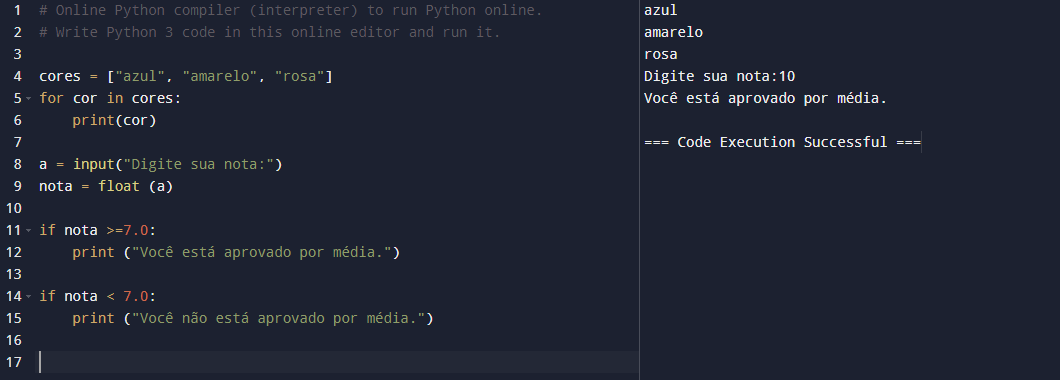 1 # Online Python compiler (interpreter) to run Python online.
2 # Write Python 3 code in this online editor and run it.
3
4 cores = ["azul", "amarelo", "rosa"]
5 for cor in cores:
6     print(cor)
7
8 a = input("Digite sua nota:")
9 nota = float (a)
10
11 if nota >=7.0:
12     print ("Você está aprovado por média.")
13
14 if nota < 7.0:
15     print ("Você não está aprovado por média.")
16
17
azul
amarelo
rosa
Digite sua nota:10
Você está aprovado por média.
=== Code Execution Successful ===